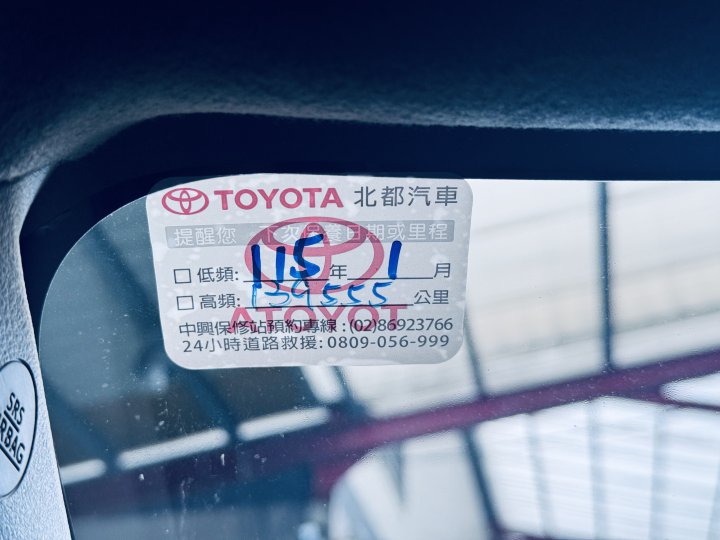 TOYOTA 北都汽車
提醒您 下次保養日期或里程
低頻: 115 年 1 月
高頻: 139555 公里
中興保修站預約專線:(02)86923766
24小時道路救援:0809-056-999
SRS
RBAG